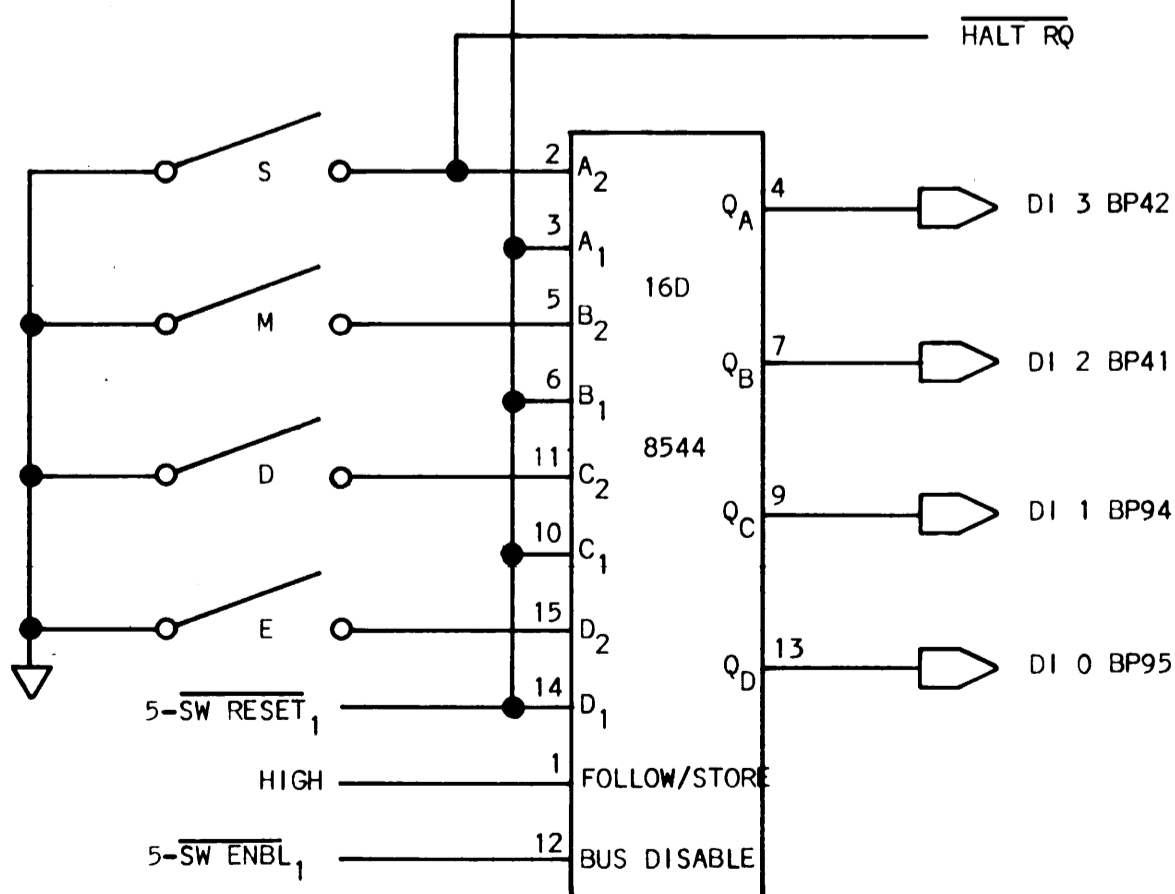 HALT RQ
S
2 A2
QA 4 DI 3 BP42
3 A1
16D
M
5 B2
QB 7 DI 2 BP41
6 B1
8544
D
11 C2
QC 9 DI 1 BP94
10 C1
E
15 D2
QD 13 DI 0 BP95
5-SW RESET1 14 D1
HIGH 1 FOLLOW/STORE
5-SW ENBL1 12 BUS DISABLE